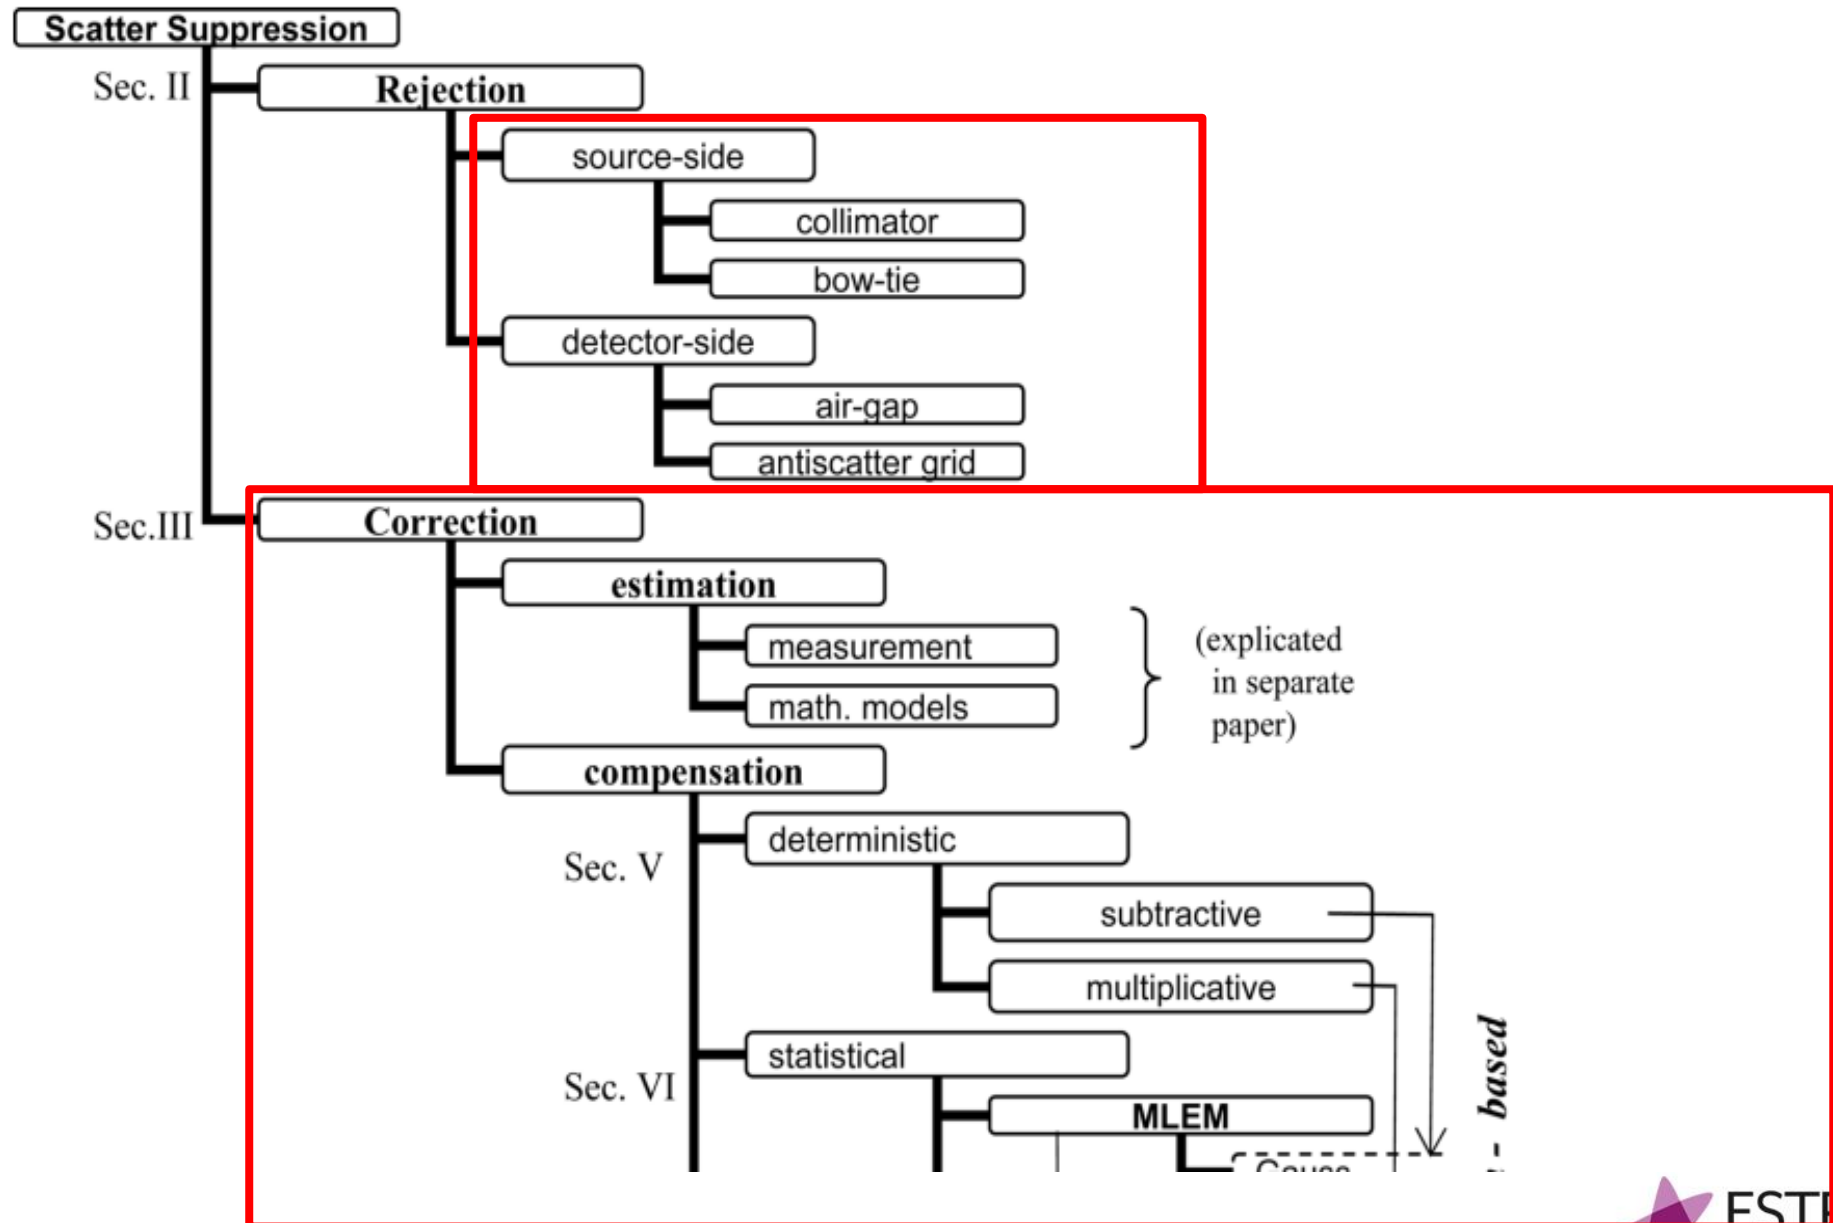 Scatter Suppression
Sec. II
Rejection
source-side
collimator
bow-tie
detector-side
air-gap
antiscatter grid
Sec.III
Correction
estimation
measurement
math. models
(explicated
in separate
paper)
compensation
deterministic
Sec. V
subtractive
multiplicative
statistical
Sec. VI
MLEM
- based